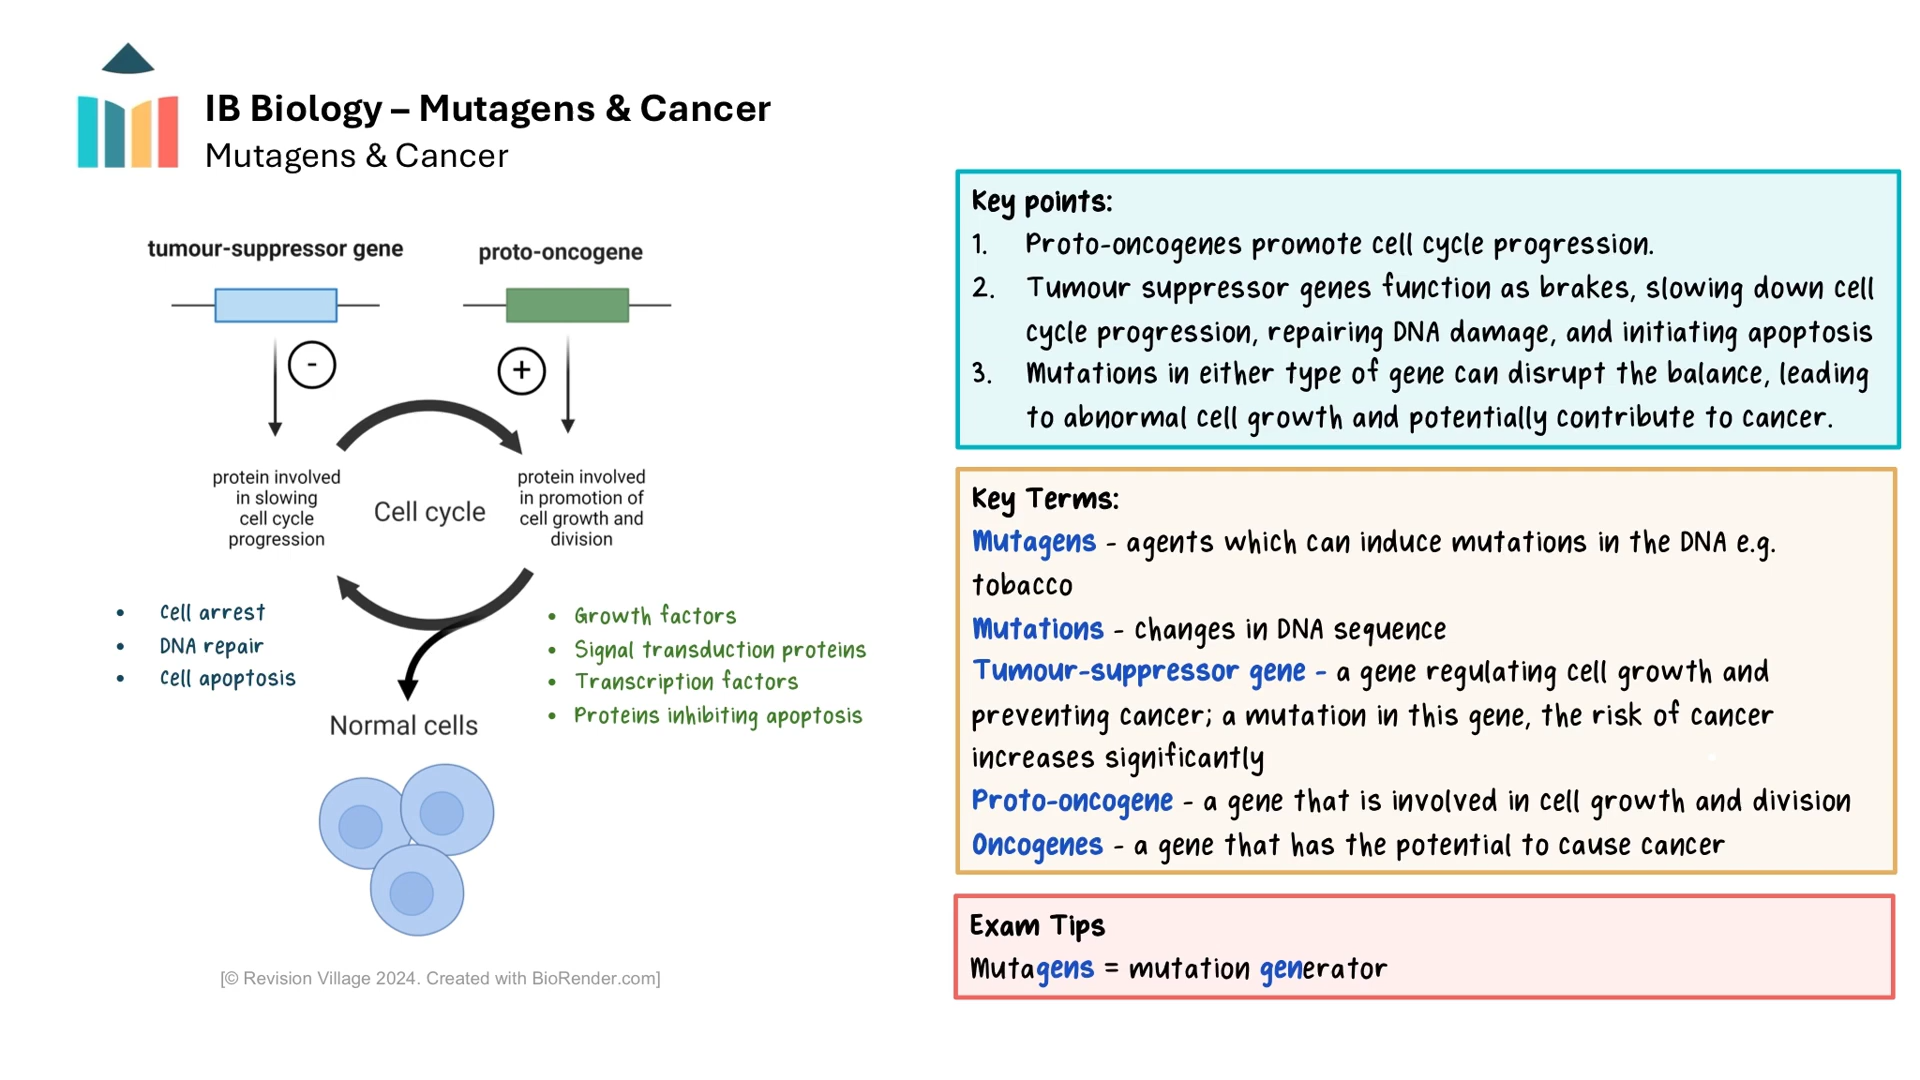 IB Biology – Mutagens & Cancer
Mutagens & Cancer
tumour-suppressor gene
proto-oncogene
-
+
protein involved
in slowing
cell cycle
progression
Cell cycle
protein involved
in promotion of
cell growth and
division
• Cell arrest
• DNA repair
• Cell apoptosis
• Growth factors
• Signal transduction proteins
• Transcription factors
• Proteins inhibiting apoptosis
Normal cells
[© Revision Village 2024. Created with BioRender.com]
Key points:
1. Proto-oncogenes promote cell cycle progression.
2. Tumour suppressor genes function as brakes, slowing down cell
cycle progression, repairing DNA damage, and initiating apoptosis
3. Mutations in either type of gene can disrupt the balance, leading
to abnormal cell growth and potentially contribute to cancer.
Key Terms:
Mutagens - agents which can induce mutations in the DNA e.g.
tobacco
Mutations - changes in DNA sequence
Tumour-suppressor gene - a gene regulating cell growth and
preventing cancer; a mutation in this gene, the risk of cancer
increases significantly
Proto-oncogene - a gene that is involved in cell growth and division
Oncogenes - a gene that has the potential to cause cancer
Exam Tips
Mutagens = mutation generator